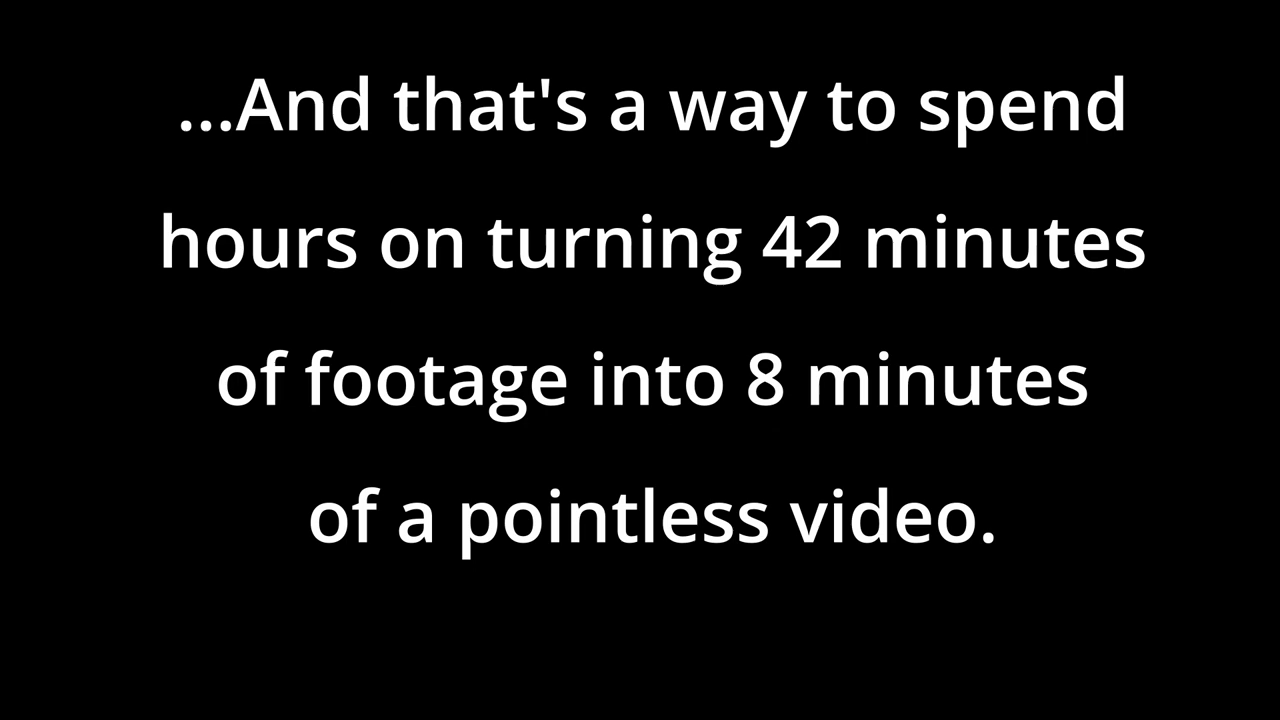 ...And that's a way to spend
hours on turning 42 minutes
of footage into 8 minutes
of a pointless video.